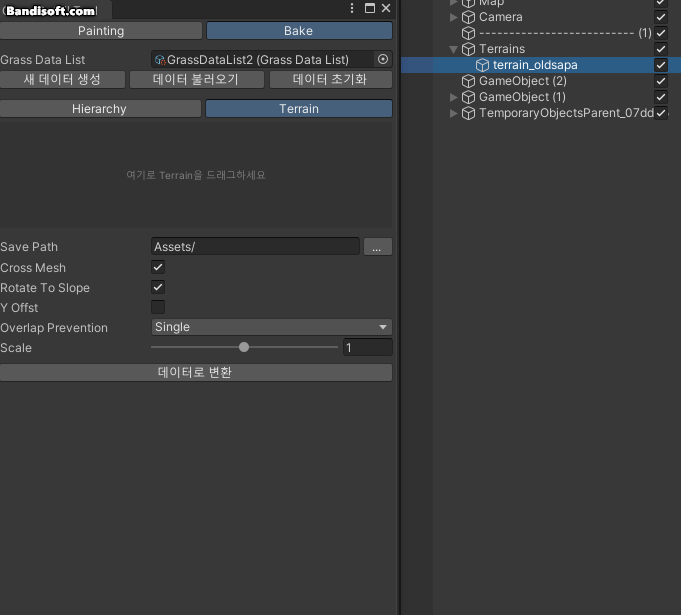 Bandisoft.com
Painting
Bake
Grass Data List
GrassDataList2 (Grass Data List)
새 데이터 생성
데이터 불러오기
데이터 초기화
Hierarchy
Terrain
여기로 Terrain을 드래그하세요
Save Path
Assets/
...
Cross Mesh
Rotate To Slope
Y Offst
Overlap Prevention
Single
Scale
1
데이터로 변환
Map
Camera
-------------------------- (1)
Terrains
terrain_oldsapa
GameObject (2)
GameObject (1)
TemporaryObjectsParent_07dd